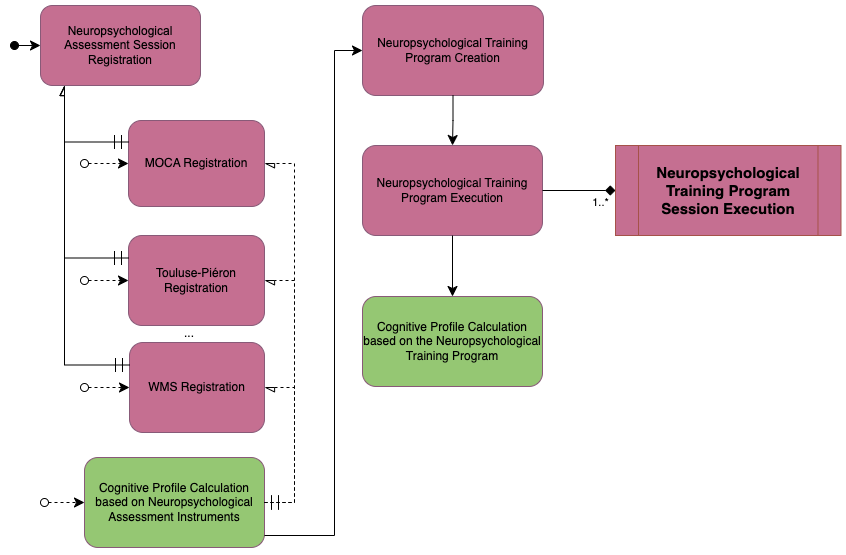 Neuropsychological
Assessment Session
Registration
MOCA Registration
Touluse-Piéron
Registration
...
WMS Registration
Cognitive Profile Calculation
based on Neuropsychological
Assessment Instruments
Neuropsychological Training
Program Creation
Neuropsychological Training
Program Execution
1..*
Neuropsychological
Training Program
Session Execution
Cognitive Profile Calculation
based on the Neuropsychological
Training Program